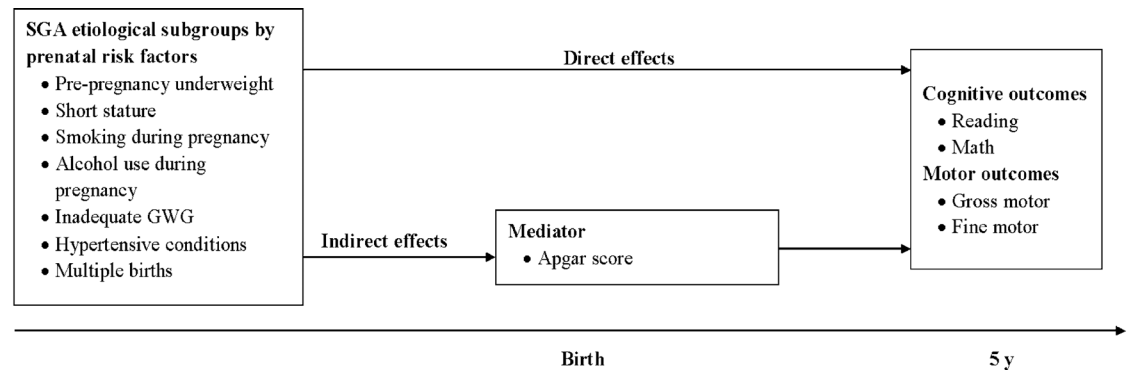 SGA etiological subgroups by
prenatal risk factors
• Pre-pregnancy underweight
• Short stature
• Smoking during pregnancy
• Alcohol use during
pregnancy
• Inadequate GWG
• Hypertensive conditions
• Multiple births
Direct effects
Indirect effects
Mediator
• Apgar score
Cognitive outcomes
• Reading
• Math
Motor outcomes
• Gross motor
• Fine motor
Birth
5 y